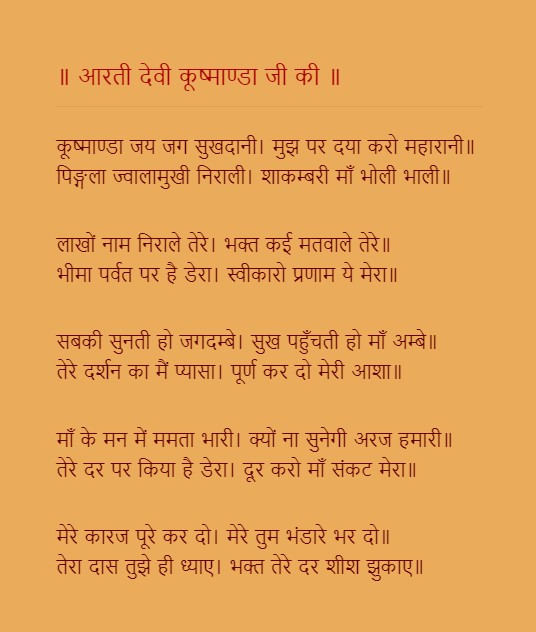 ॥ आरती देवी कूष्माण्डा जी की ॥
कूष्माण्डा जय जग सुखदानी। मुझ पर दया करो महारानी॥
पिङ्गला ज्वालामुखी निराली। शाकम्बरी माँ भोली भाली॥
लाखों नाम निराले तेरे। भक्त कई मतवाले तेरे॥
भीमा पर्वत पर है डेरा। स्वीकारो प्रणाम ये मेरा॥
सबकी सुनती हो जगदम्बे। सुख पहुँचती हो माँ अम्बे॥
तेरे दर्शन का मैं प्यासा। पूर्ण कर दो मेरी आशा॥
माँ के मन में ममता भारी। क्यों ना सुनेगी अरज हमारी॥
तेरे दर पर किया है डेरा। दूर करो माँ संकट मेरा॥
मेरे कारज पूरे कर दो। मेरे तुम भंडारे भर दो॥
तेरा दास तुझे ही ध्याए। भक्त तेरे दर शीश झुकाए॥